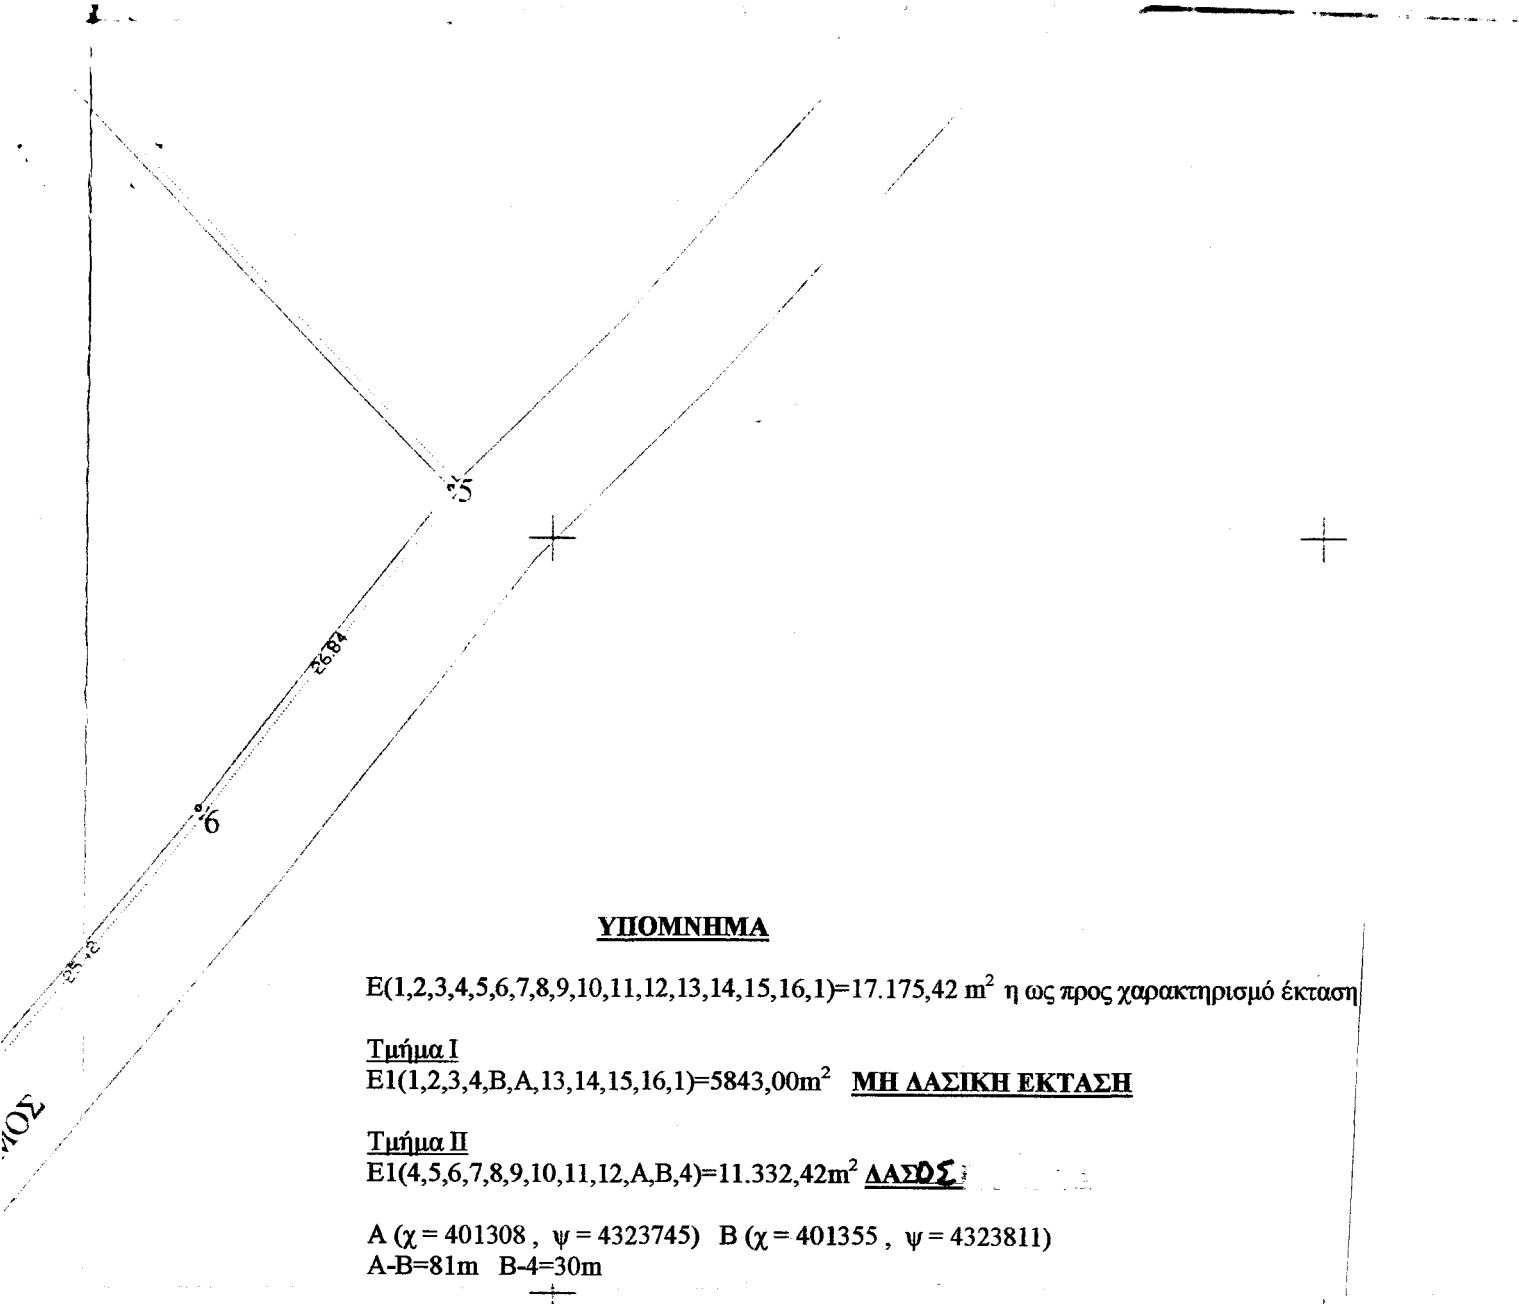 5
26.84
6
25.42
ΜΟΣ
ΥΠΟΜΝΗΜΑ
Ε(1,2,3,4,5,6,7,8,9,10,11,12,13,14,15,16,1)=17.175,42 m² η ως προς χαρακτηρισμό έκταση
Τμήμα Ι
Ε1(1,2,3,4,Β,Α,13,14,15,16,1)=5843,00m² ΜΗ ΔΑΣΙΚΗ ΕΚΤΑΣΗ
Τμήμα ΙΙ
Ε1(4,5,6,7,8,9,10,11,12,Α,Β,4)=11.332,42m² ΔΑΣΟΣ
Α (χ = 401308 , ψ = 4323745) Β (χ = 401355 , ψ = 4323811)
Α-Β=81m Β-4=30m